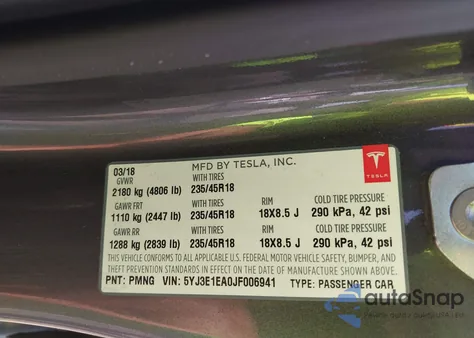 03/18 MFD BY TESLA, INC.
GVWR WITH TIRES
2180 kg (4806 lb) 235/45R18
GAWR FRT WITH TIRES RIM COLD TIRE PRESSURE
1110 kg (2447 lb) 235/45R18 18X8.5 J 290 kPa, 42 psi
GAWR RR WITH TIRES RIM COLD TIRE PRESSURE
1288 kg (2839 lb) 235/45R18 18X8.5 J 290 kPa, 42 psi
THIS VEHICLE CONFORMS TO ALL APPLICABLE U.S. FEDERAL MOTOR VEHICLE SAFETY, BUMPER, AND
THEFT PREVENTION STANDARDS IN EFFECT ON THE DATE OF MANUFACTURE SHOWN ABOVE.
PNT: PMNG VIN: 5YJ3E1EA0JF006941 TYPE: PASSENGER CAR
TESLA
autoSnap